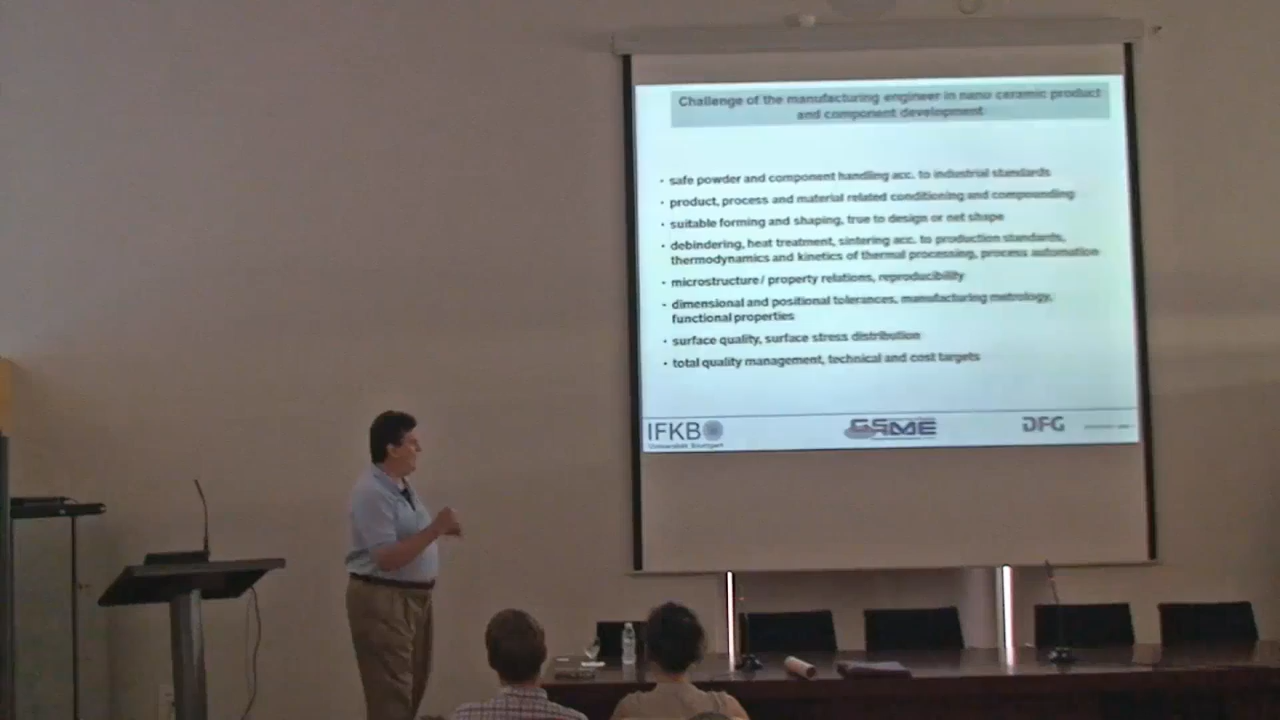 Challenge of the manufacturing engineer in nano ceramic product
and component development
• safe powder and component handling acc. to industrial standards
• product, process and material related conditioning and compounding
• suitable forming and shaping, true to design or net shape
• debindering, heat treatment, sintering acc. to production standards,
thermodynamics and kinetics of thermal processing, process automation
• microstructure / property relations, reproducibility
• dimensional and positional tolerances, manufacturing metrology,
functional properties
• surface quality, surface stress distribution
• total quality management, technical and cost targets
IFKB
Universität Stuttgart
GSME
DFG